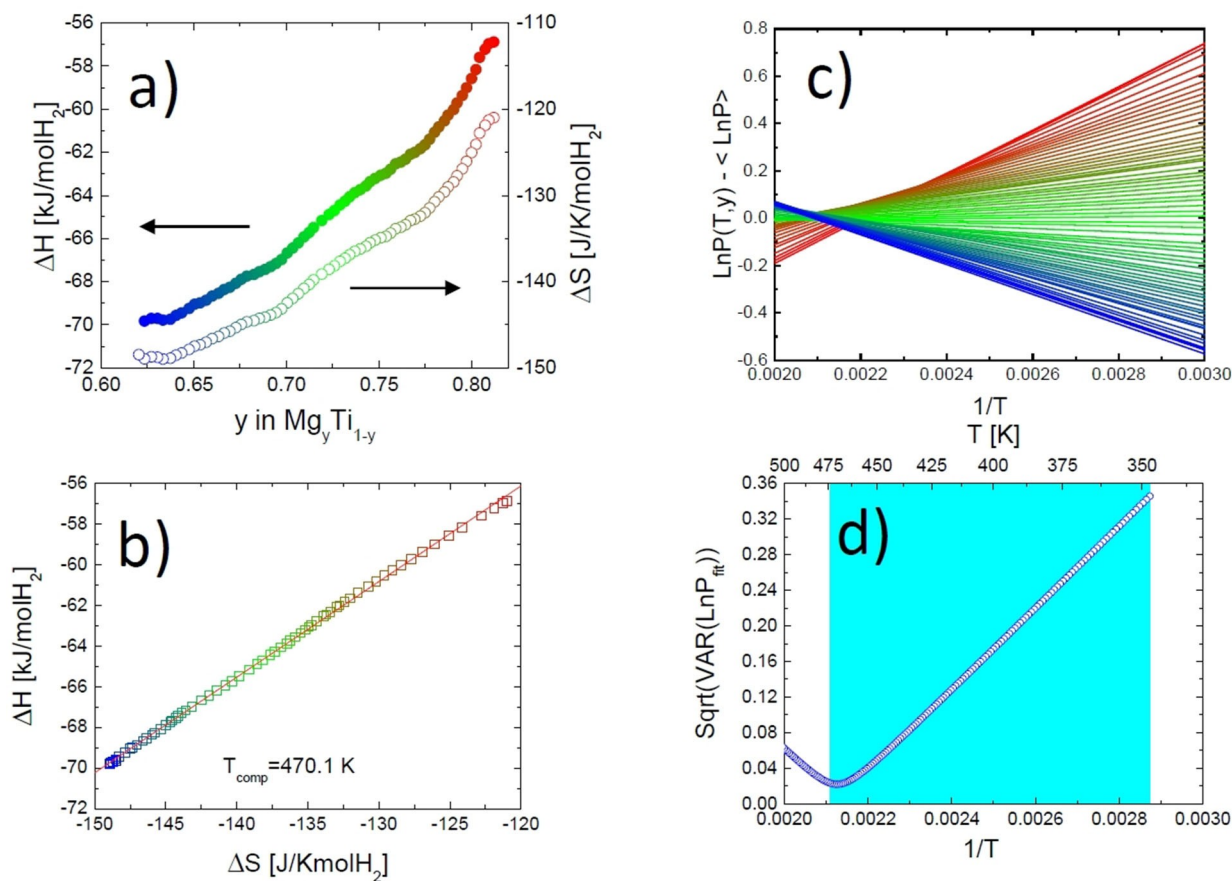 a)
-56
-58
-60
-62
-64
-66
-68
-70
-72
ΔH [kJ/molH₂]
-110
-120
-130
-140
-150
ΔS [J/K/molH₂]
0.60 0.65 0.70 0.75 0.80
y in MgᵧTi₁₋ᵧ
c)
0.8
0.6
0.4
0.2
0.0
-0.2
-0.4
-0.6
LnP(T,y) - < LnP>
0.0020 0.0022 0.0024 0.0026 0.0028 0.0030
1/T
b)
-56
-58
-60
-62
-64
-66
-68
-70
-72
ΔH [kJ/molH₂]
T_comp=470.1 K
-150 -145 -140 -135 -130 -125 -120
ΔS [J/KmolH₂]
T [K]
500 475 450 425 400 375 350
d)
0.36
0.32
0.28
0.24
0.20
0.16
0.12
0.08
0.04
0.00
Sqrt(VAR(LnP_fit))
0.0020 0.0022 0.0024 0.0026 0.0028 0.0030
1/T